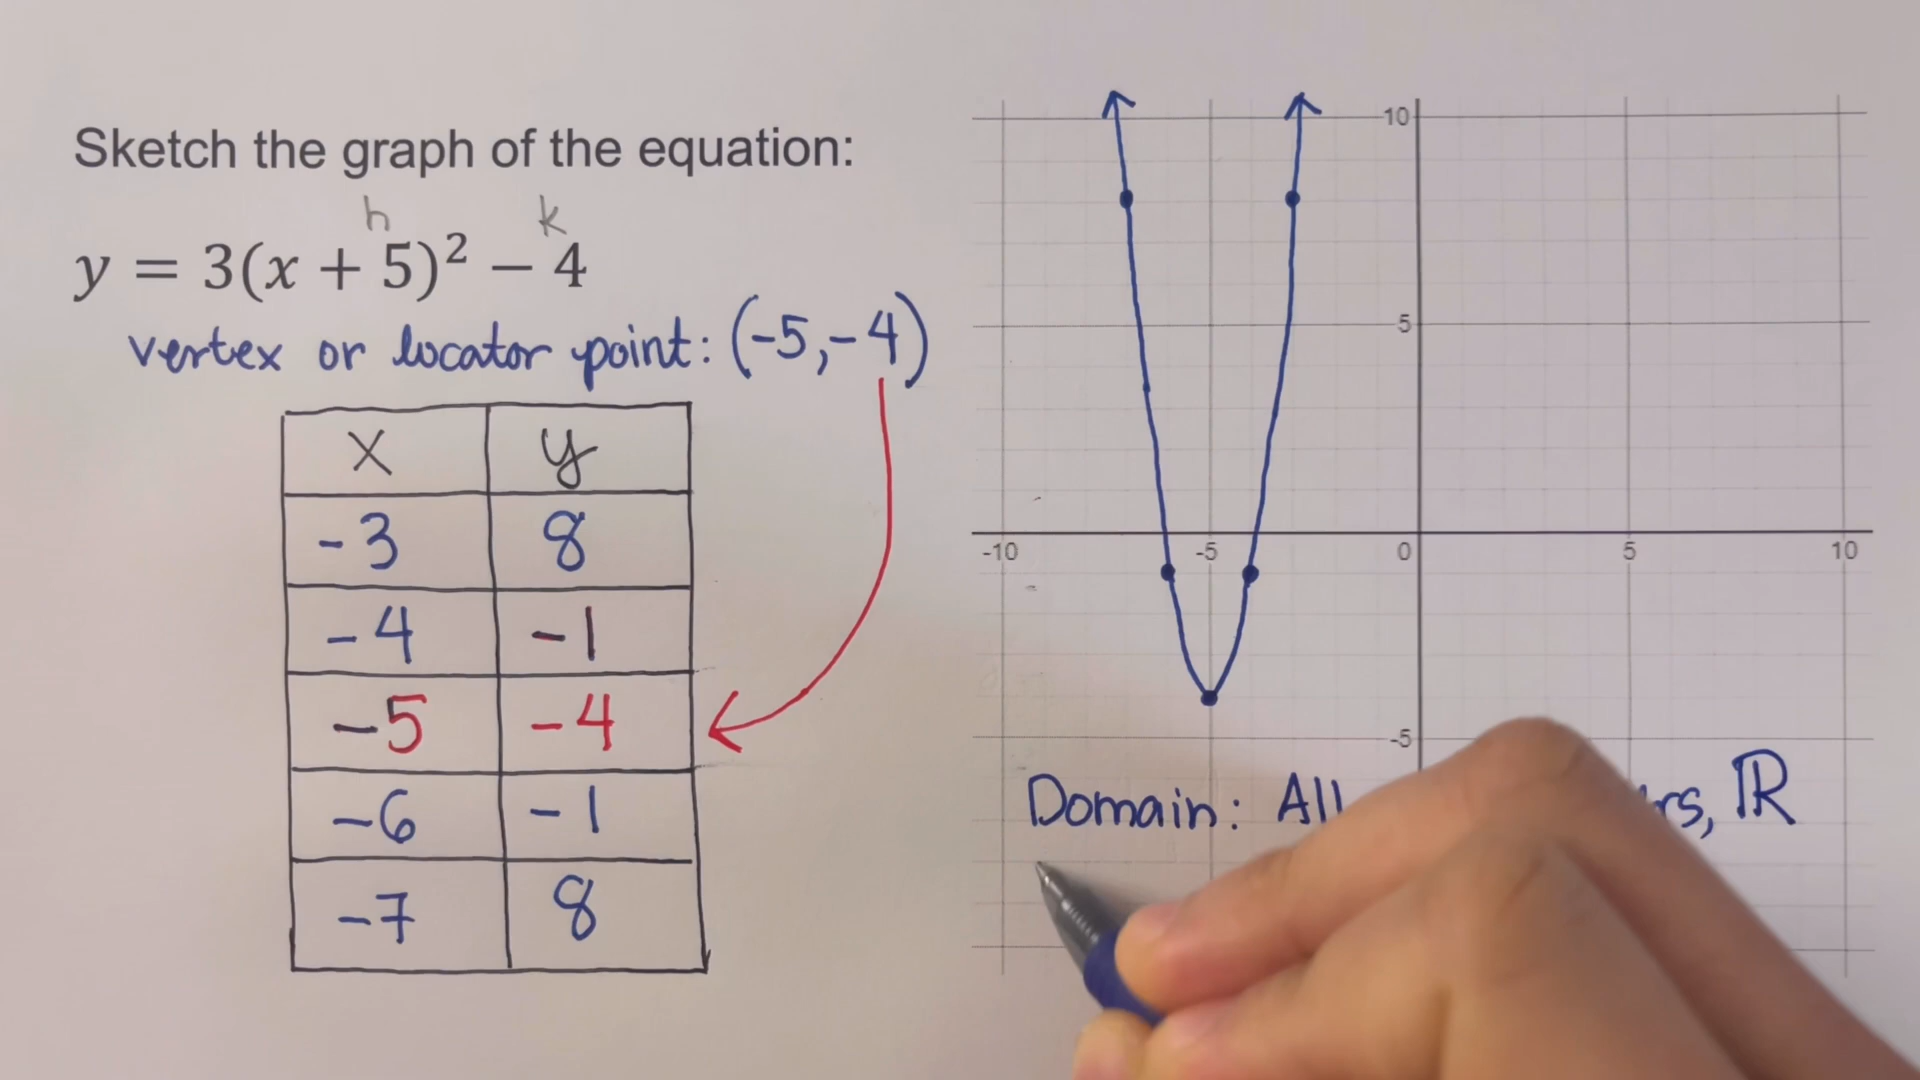 Sketch the graph of the equation:
h k
y = 3(x + 5)² − 4
vertex or locator point: (-5,-4)
x y
-3 8
-4 -1
-5 -4
-6 -1
-7 8
10
5
-10 -5 0 5 10
-5
Domain: All ℝ